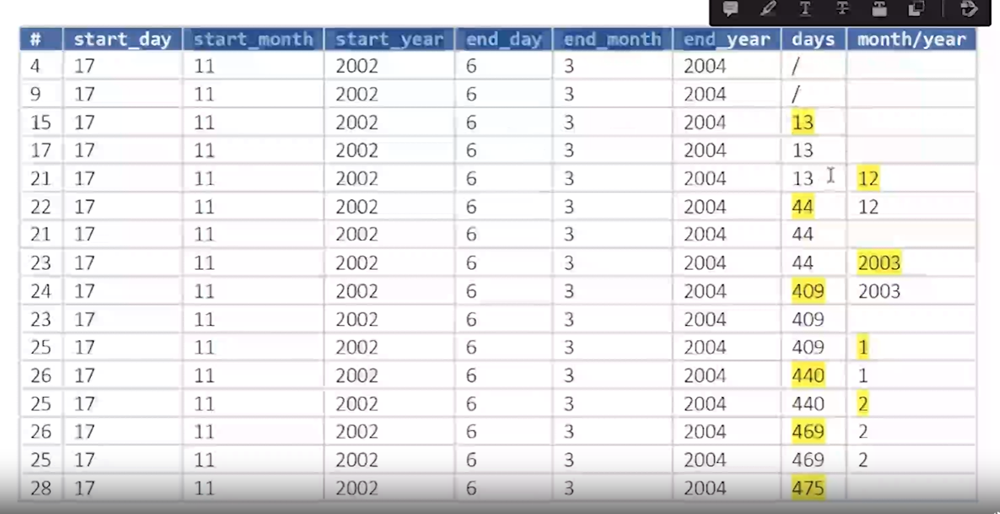 # start_day start_month start_year end_day end_month end_year days month/year
4 17 11 2002 6 3 2004 /
9 17 11 2002 6 3 2004 /
15 17 11 2002 6 3 2004 13
17 17 11 2002 6 3 2004 13
21 17 11 2002 6 3 2004 13 12
22 17 11 2002 6 3 2004 44 12
21 17 11 2002 6 3 2004 44
23 17 11 2002 6 3 2004 44 2003
24 17 11 2002 6 3 2004 409 2003
23 17 11 2002 6 3 2004 409
25 17 11 2002 6 3 2004 409 1
26 17 11 2002 6 3 2004 440 1
25 17 11 2002 6 3 2004 440 2
26 17 11 2002 6 3 2004 469 2
25 17 11 2002 6 3 2004 469 2
28 17 11 2002 6 3 2004 475